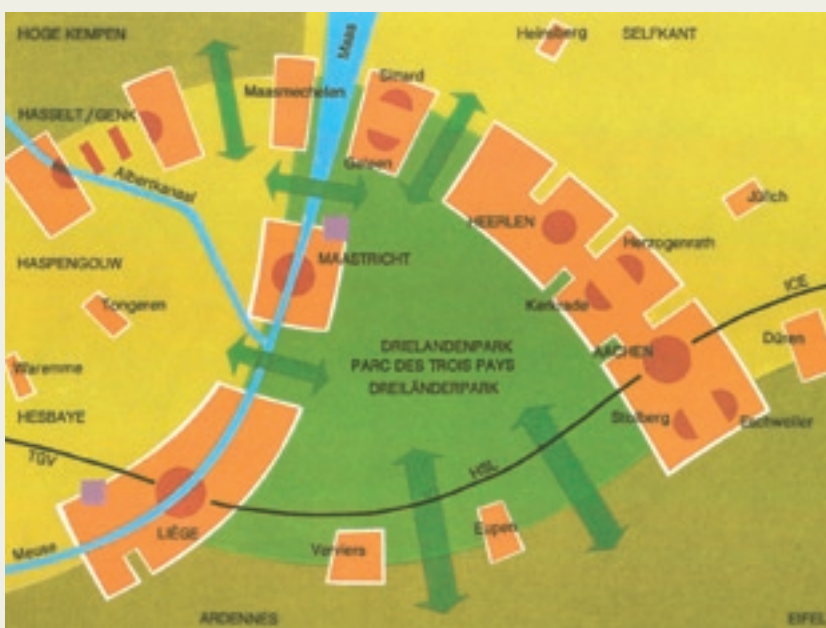 HOGE KEMPEN
Maas
Heinsberg
SELFKANT
Sittard
Maasmechelen
HASSELT/GENK
Geleen
Albertkanaal
Jülich
HEERLEN
Herzogenrath
MAASTRICHT
HASPENGOUW
ICE
Tongeren
Kerkrade
DRIELANDENPARK
PARC DES TROIS PAYS
DREILÄNDERPARK
AACHEN
Düren
Waremme
HESBAYE
Stolberg
Eschweiler
TGV
HSL
LIÈGE
Eupen
Verviers
Meuse
ARDENNES
EIFEL